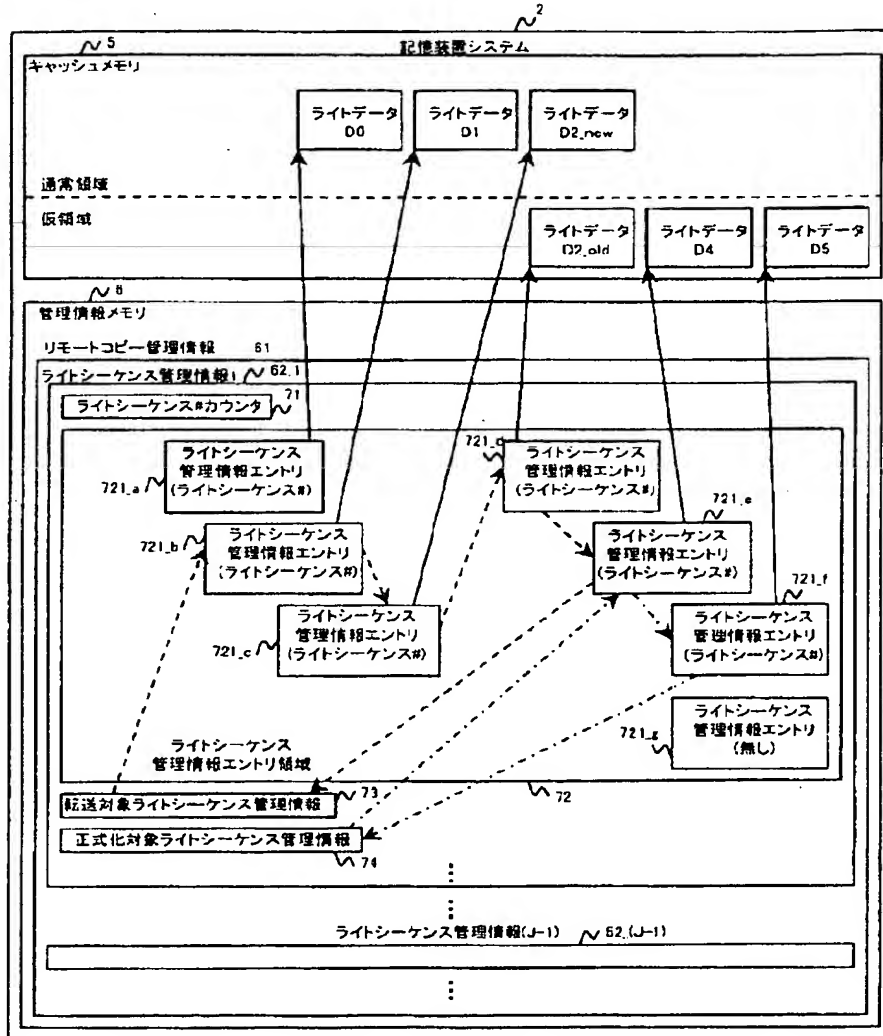 2
5
記憶装置システム
キャッシュメモリ
ライトデータ
D0
ライトデータ
D1
ライトデータ
D2_new
通常領域
仮領域
ライトデータ
D2_old
ライトデータ
D4
ライトデータ
D5
管理情報メモリ
リモートコピー管理情報 61
ライトシーケンス管理情報1 62.1
ライトシーケンス#カウンタ
71
721_a
ライトシーケンス
管理情報エントリ
(ライトシーケンス#)
721_b
ライトシーケンス
管理情報エントリ
(ライトシーケンス#)
721_c
ライトシーケンス
管理情報エントリ
(ライトシーケンス#)
721_d
ライトシーケンス
管理情報エントリ
(ライトシーケンス#)
721_e
ライトシーケンス
管理情報エントリ
(ライトシーケンス#)
721_f
ライトシーケンス
管理情報エントリ
(ライトシーケンス#)
721_g
ライトシーケンス
管理情報エントリ
(無し)
ライトシーケンス
管理情報エントリ領域
72
転送対象ライトシーケンス管理情報
73
正式化対象ライトシーケンス管理情報
74
ライトシーケンス管理情報(J-1) 62.(J-1)